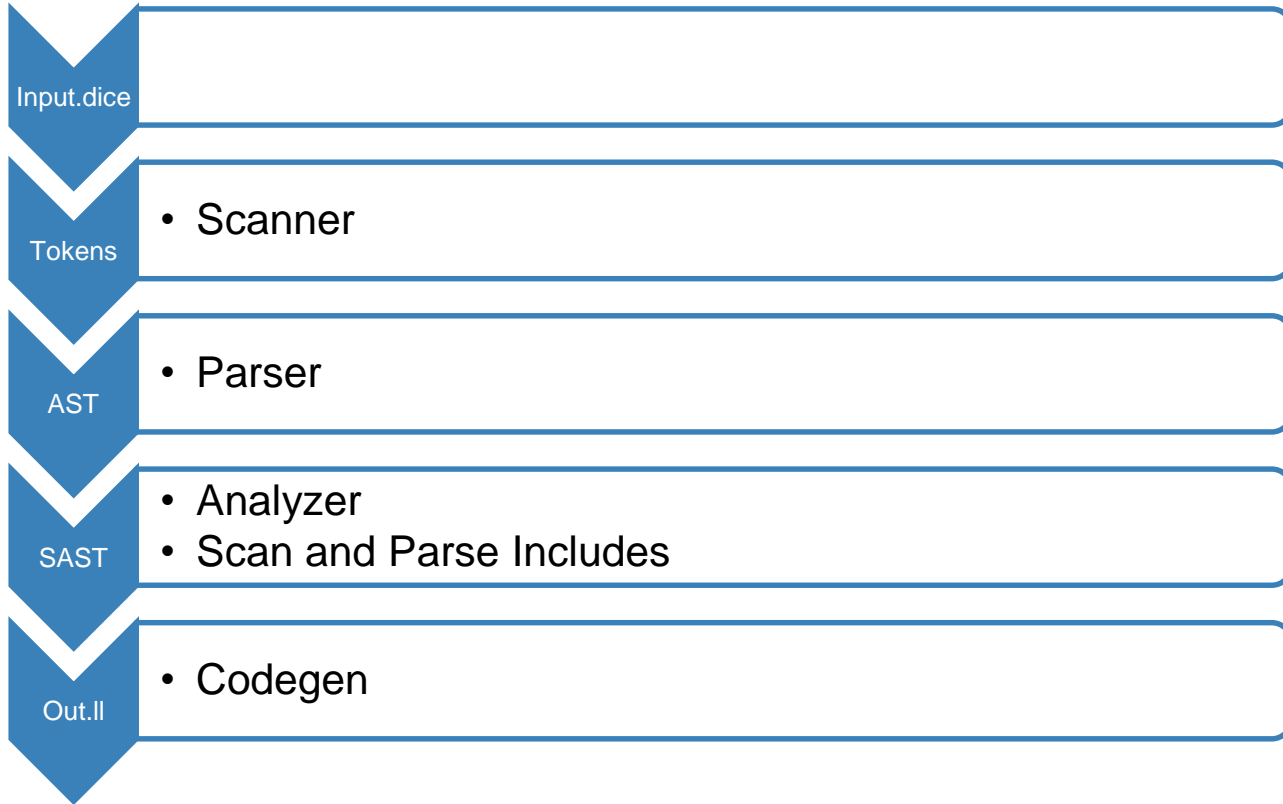 Input.dice
Tokens
• Scanner
AST
• Parser
SAST
• Analyzer
• Scan and Parse Includes
Out.ll
• Codegen